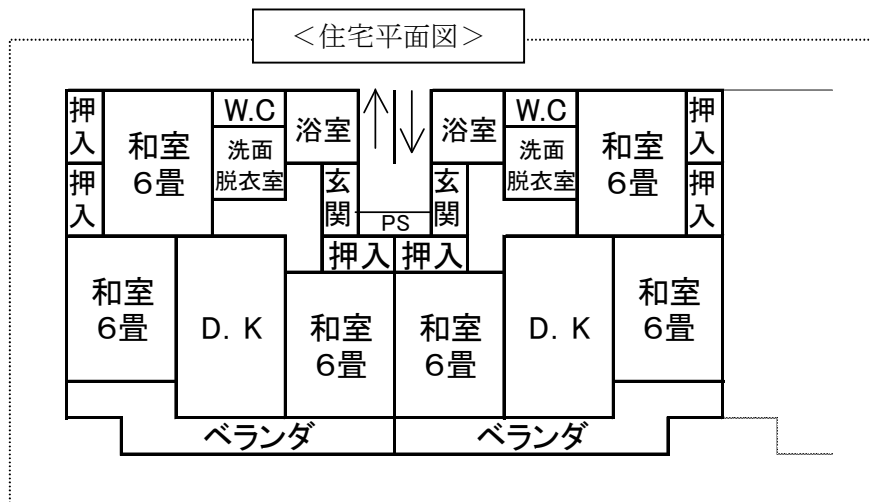 ＜住宅平面図＞
押入
和室
６畳
W.C
洗面
脱衣室
浴室
浴室
W.C
洗面
脱衣室
和室
６畳
押入
押入
玄関
PS
玄関
押入
押入
押入
和室
６畳
D．K
和室
６畳
和室
６畳
D．K
和室
６畳
ベランダ
ベランダ